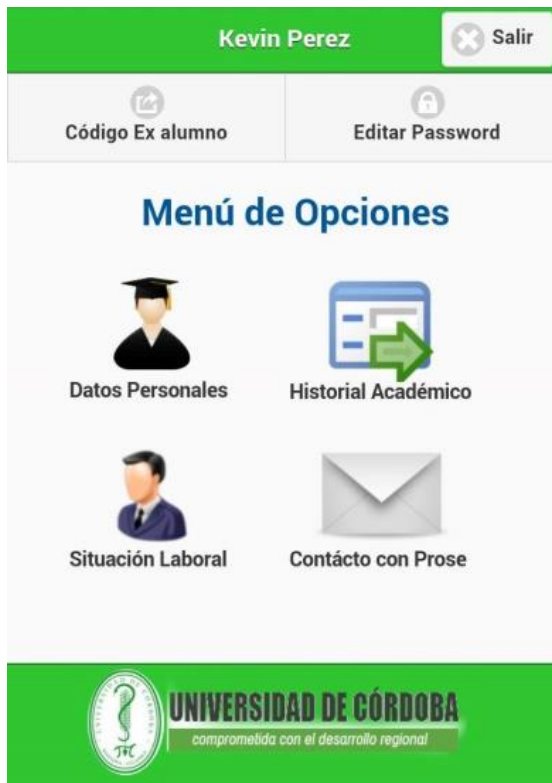 Kevin Perez
Salir
Código Ex alumno
Editar Password
Menú de Opciones
Datos Personales
Historial Académico
Situación Laboral
Contácto con Prose
UNIVERSIDAD DE CÓRDOBA
comprometida con el desarrollo regional